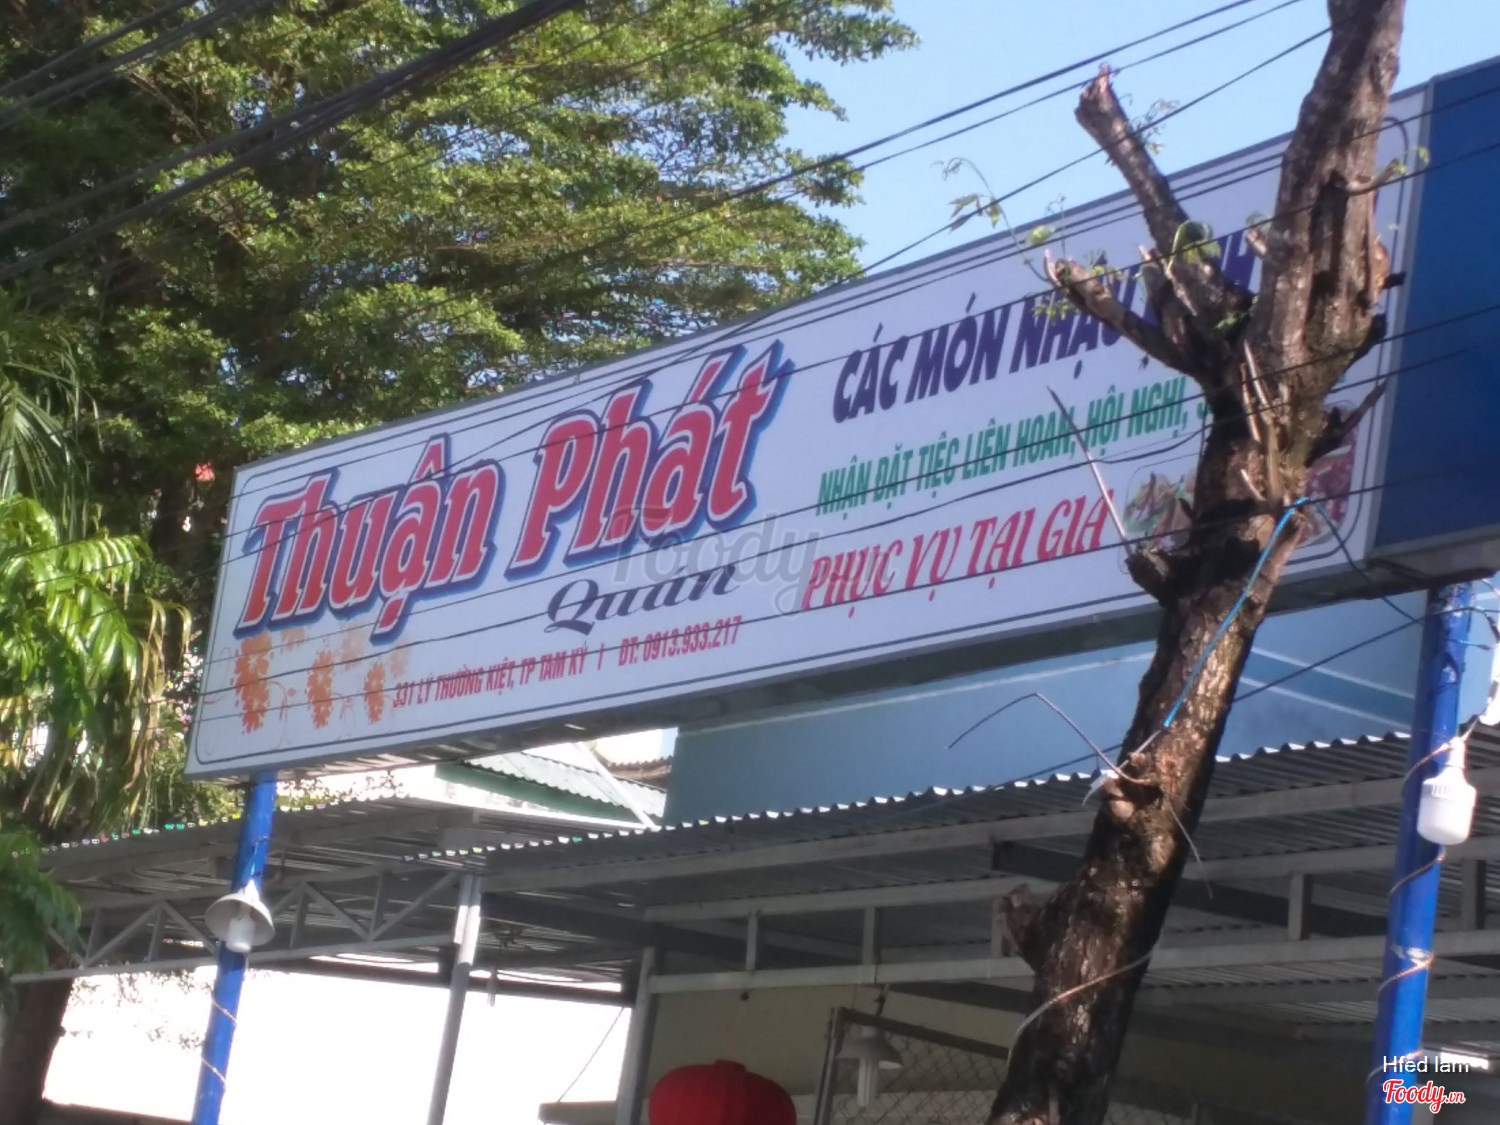 Thuận Phát
Quán
331 LÝ THƯỜNG KIỆT, TP TAM KỲ | ĐT: 0913.933.217
CÁC MÓN NHẬU
NHẬN ĐẶT TIỆC LIÊN HOAN, HỘI NGHỊ,
PHỤC VỤ TẠI GIA
Foody
Hfed lam
Foody.vn